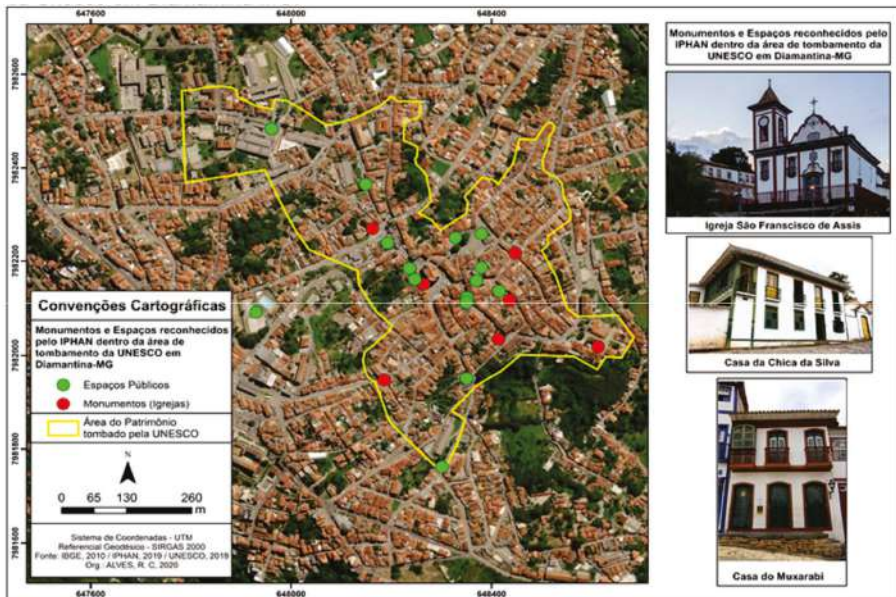 647600 648000 648400
7982600
7982400
7982200
7982000
7981800
7981600
Convenções Cartográficas
Monumentos e Espaços reconhecidos
pelo IPHAN dentro da área de
tombamento da UNESCO em
Diamantina-MG
Espaços Públicos
Monumentos (Igrejas)
Área do Patrimônio
tombado pela UNESCO
N
0 65 130 260
m
Sistema de Coordenadas - UTM
Referencial Geodésico - SIRGAS 2000
Fonte: IBGE, 2010 / IPHAN, 2019 / UNESCO, 2019
Org.: ALVES, R. C, 2020
647600 648000 648400
Monumentos e Espaços reconhecidos pelo
IPHAN dentro da área de tombamento da
UNESCO em Diamantina-MG
Igreja São Franscisco de Assis
Casa da Chica da Silva
Casa do Muxarabi